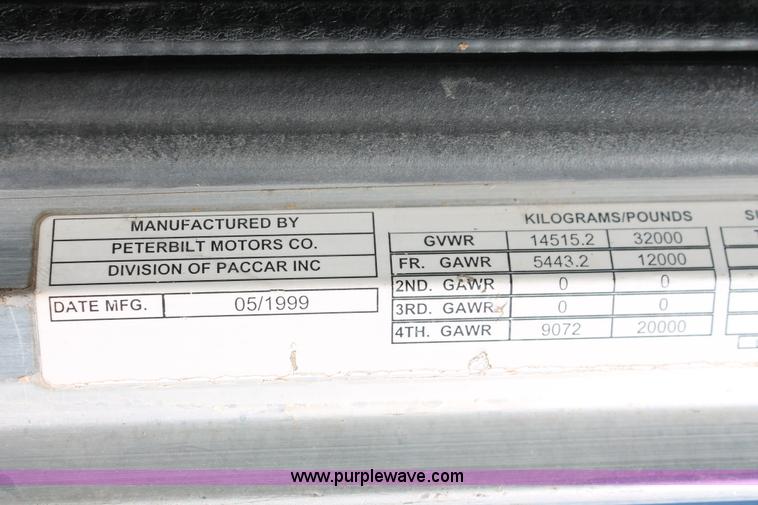 MANUFACTURED BY
PETERBILT MOTORS CO.
DIVISION OF PACCAR INC
DATE MFG. 05/1999
KILOGRAMS/POUNDS
GVWR 14515.2 32000
FR. GAWR 5443.2 12000
2ND. GAWR 0 0
3RD. GAWR 0 0
4TH. GAWR 9072 20000
www.purplewave.com